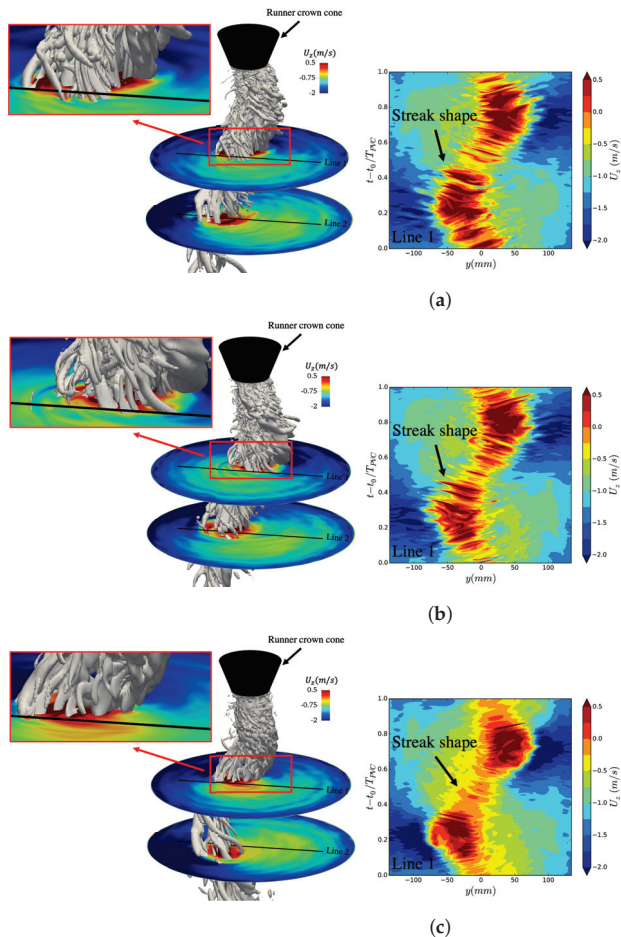 Runner crown cone
U_z(m/s)
0.5
-0.75
-2
Line 1
Line 2
t−t_0/T_PVC
1.0
0.8
0.6
0.4
0.2
0.0
Streak shape
Line 1
−100 −50 0 50 100
y(mm)
0.5
0.0
−0.5
−1.0
−1.5
−2.0
U_z (m/s)
(a)
Runner crown cone
U_z(m/s)
0.5
-0.75
-2
Line 1
Line 2
t−t_0/T_PVC
1.0
0.8
0.6
0.4
0.2
0.0
Streak shape
Line 1
−100 −50 0 50 100
y(mm)
0.5
0.0
−0.5
−1.0
−1.5
−2.0
U_z (m/s)
(b)
Runner crown cone
U_z(m/s)
0.5
-0.75
-2
Line 1
Line 2
t−t_0/T_PVC
1.0
0.8
0.6
0.4
0.2
0.0
Streak shape
Line 1
−100 −50 0 50 100
y(mm)
0.5
0.0
−0.5
−1.0
−1.5
−2.0
U_z (m/s)
(c)